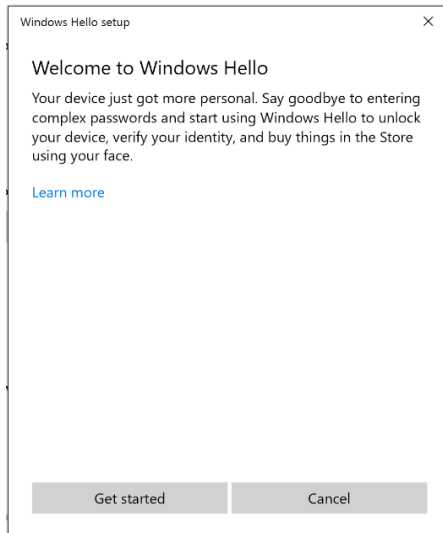 Windows Hello setup
Welcome to Windows Hello
Your device just got more personal. Say goodbye to entering
complex passwords and start using Windows Hello to unlock
your device, verify your identity, and buy things in the Store
using your face.
Learn more
Get started
Cancel